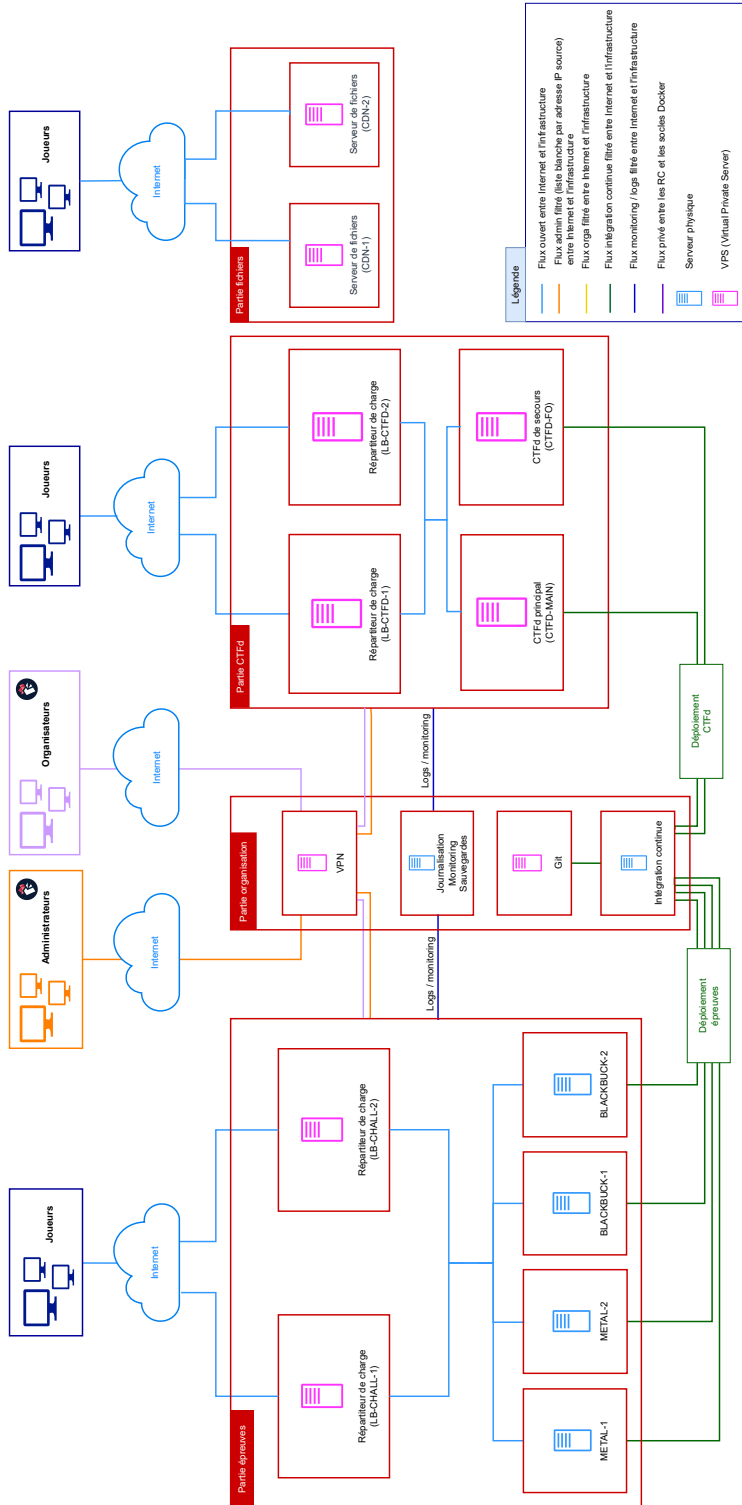 Joueurs
Administrateurs
Organisateurs
Joueurs
Joueurs
Internet
Internet
Internet
Internet
Internet
Partie épreuves
Répartiteur de charge
(LB-CHALL-1)
Répartiteur de charge
(LB-CHALL-2)
METAL-1
METAL-2
BLACKBUCK-1
BLACKBUCK-2
Logs / monitoring
Partie organisation
VPN
Journalisation
Monitoring
Sauvegardes
Git
Intégration continue
Logs / monitoring
Partie CTFd
Répartiteur de charge
(LB-CTFD-1)
Répartiteur de charge
(LB-CTFD-2)
CTFd principal
(CTFD-MAIN)
CTFd de secours
(CTFD-FO)
Partie fichiers
Serveur de fichiers
(CDN-1)
Serveur de fichiers
(CDN-2)
Déploiement
épreuves
Déploiement
CTFd
Légende
Flux ouvert entre Internet et l'infrastructure
Flux admin filtré (liste blanche par adresse IP source)
entre Internet et l'infrastructure
Flux orga filtré entre Internet et l'infrastructure
Flux intégration continue filtré entre Internet et l'infrastructure
Flux monitoring / logs filtré entre Internet et l'infrastructure
Flux privé entre les RC et les socles Docker
Serveur physique
VPS (Virtual Private Server)